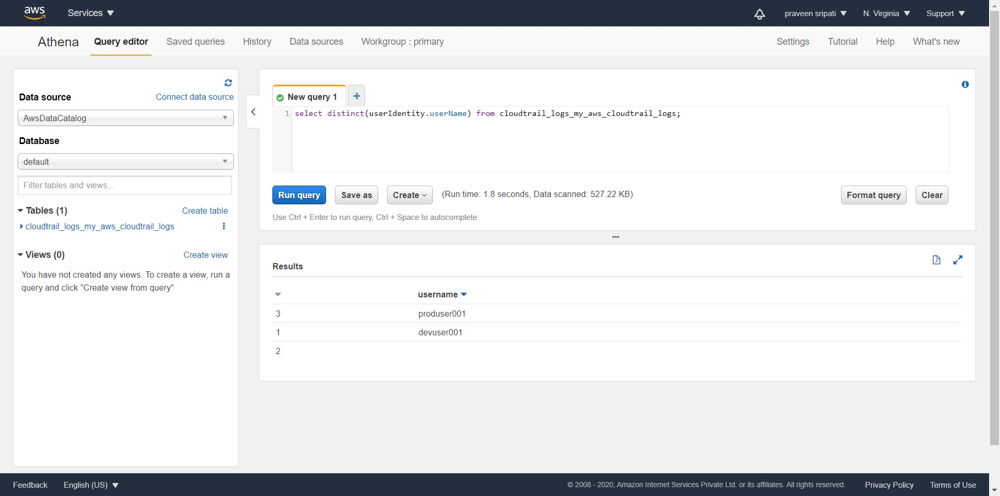 aws
Services
praveen sripati
N. Virginia
Support
Athena
Query editor
Saved queries
History
Data sources
Workgroup : primary
Settings
Tutorial
Help
What's new
Data source
Connect data source
AwsDataCatalog
Database
default
Filter tables and views...
Tables (1)
Create table
cloudtrail_logs_my_aws_cloudtrail_logs
Views (0)
Create view
You have not created any views. To create a view, run a
query and click "Create view from query"
New query 1
+
1 select distinct(userIdentity.userName) from cloudtrail_logs_my_aws_cloudtrail_logs;
Run query
Save as
Create
(Run time: 1.8 seconds, Data scanned: 527.22 KB)
Format query
Clear
Use Ctrl + Enter to run query, Ctrl + Space to autocomplete
Results
username
3 produser001
1 devuser001
2
Feedback
English (US)
© 2008 - 2020, Amazon Internet Services Private Ltd. or its affiliates. All rights reserved.
Privacy Policy
Terms of Use